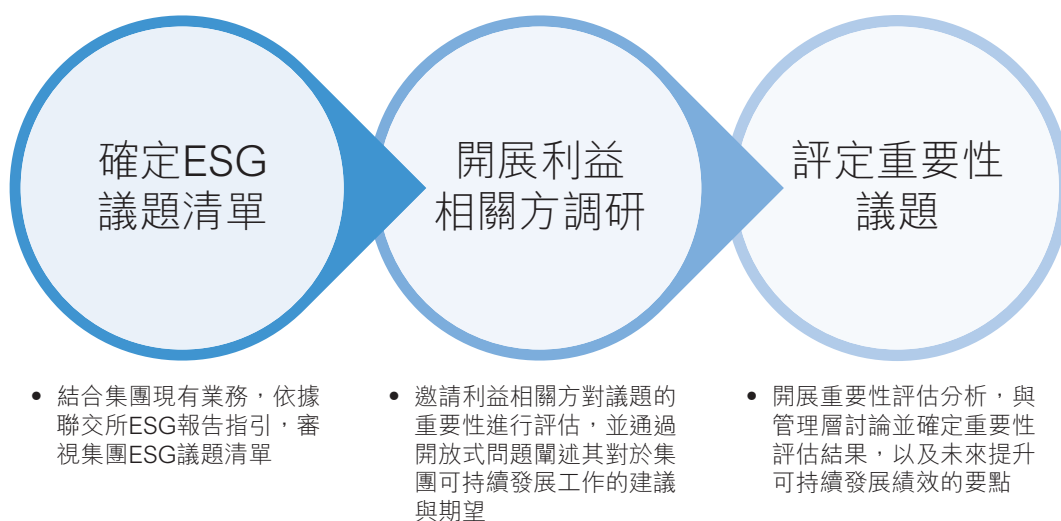 確定ESG
議題清單
開展利益
相關方調研
評定重要性
議題
• 結合集團現有業務，依據
聯交所ESG報告指引，審
視集團ESG議題清單
• 邀請利益相關方對議題的
重要性進行評估，並通過
開放式問題闡述其對於集
團可持續發展工作的建議
與期望
• 開展重要性評估分析，與
管理層討論並確定重要性
評估結果，以及未來提升
可持續發展績效的要點